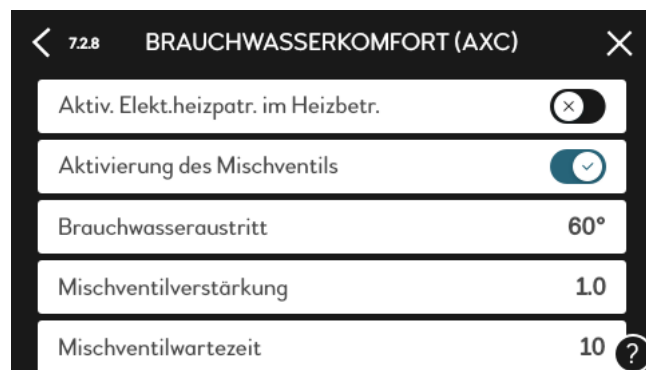 7.2.8 BRAUCHWASSERKOMFORT (AXC)
Aktiv. Elekt.heizpatr. im Heizbetr.
Aktivierung des Mischventils
Brauchwasseraustritt 60°
Mischventilverstärkung 1.0
Mischventilwartezeit 10
?